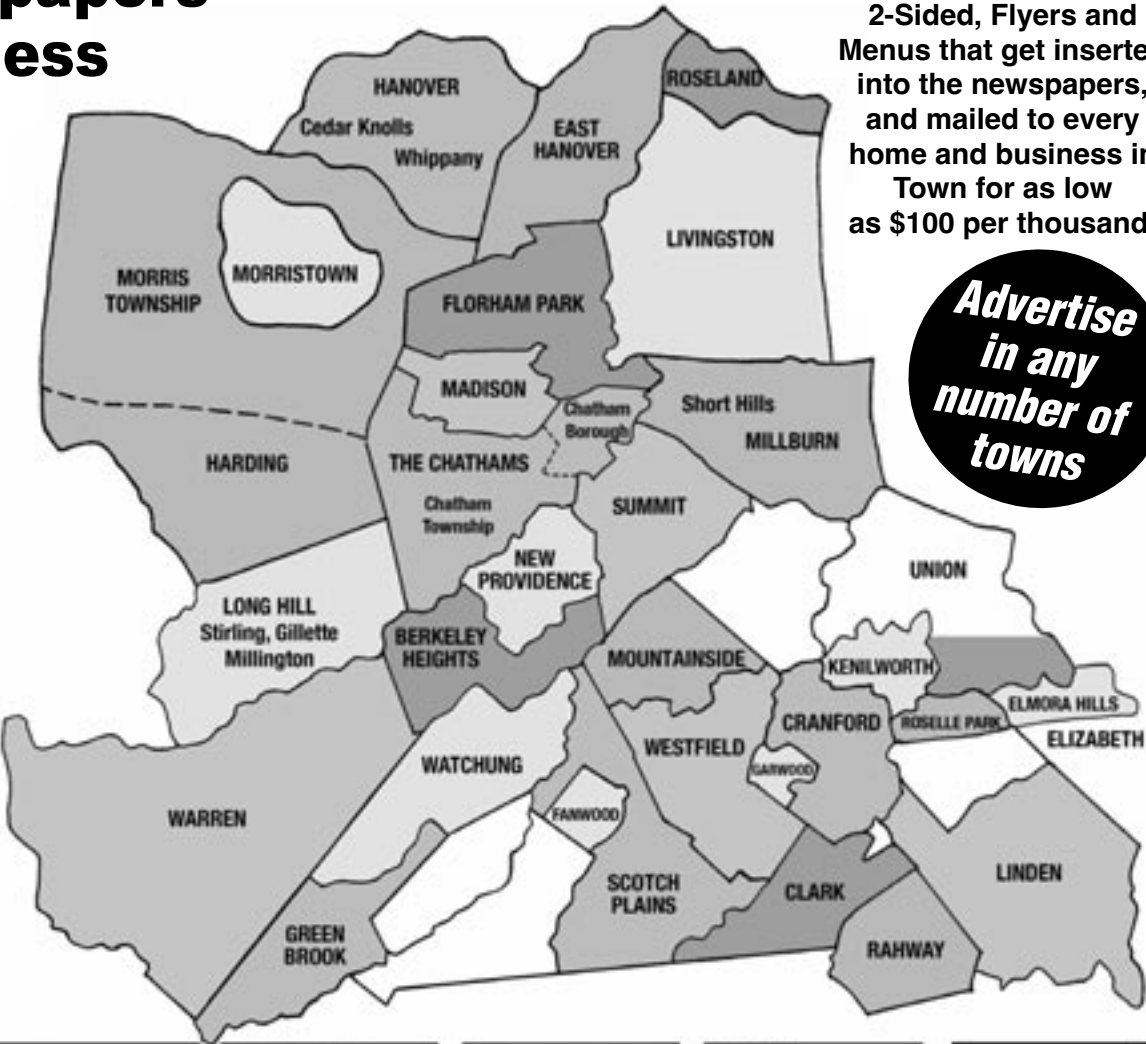 papers
ess
2-Sided, Flyers and
Menus that get inserte
into the newspapers,
and mailed to every
home and business i
Town for as low
as $100 per thousand
Advertise
in any
number of
towns
HANOVER
Cedar Knolls
Whippany
EAST
HANOVER
ROSELAND
LIVINGSTON
MORRIS
TOWNSHIP
MORRISTOWN
FLORHAM PARK
MADISON
Chatham
Borough
Short Hills
MILLBURN
HARDING
THE CHATHAMS
Chatham
Township
SUMMIT
NEW
PROVIDENCE
UNION
LONG HILL
Stirling, Gillette
Millington
BERKELEY
HEIGHTS
MOUNTAINSIDE
KENILWORTH
ELMORA HILLS
ROSELLE PARK
CRANFORD
ELIZABETH
WESTFIELD
GARWOOD
WATCHUNG
WARREN
FANWOOD
SCOTCH
PLAINS
CLARK
LINDEN
GREEN
BROOK
RAHWAY